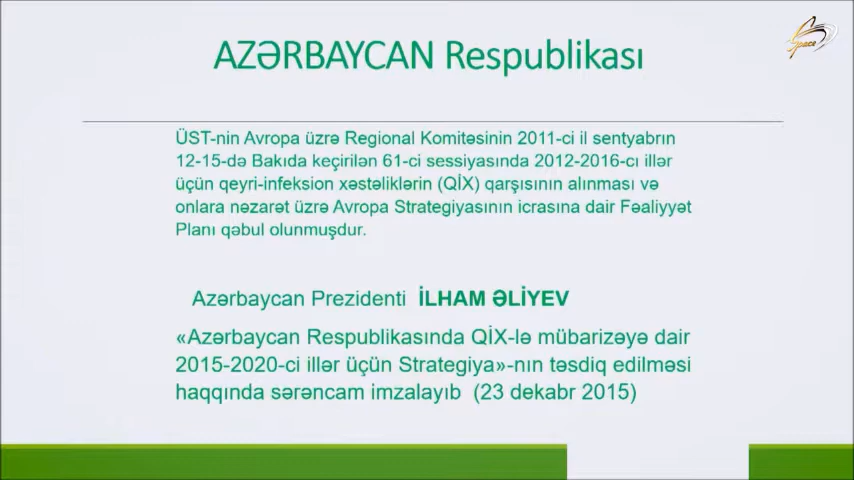 AZƏRBAYCAN Respublikası
Space
ÜST-nin Avropa üzrə Regional Komitəsinin 2011-ci il sentyabrın
12-15-də Bakıda keçirilən 61-ci sessiyasında 2012-2016-cı illər
üçün qeyri-infeksion xəstəliklərin (QİX) qarşısının alınması və
onlara nəzarət üzrə Avropa Strategiyasının icrasına dair Fəaliyyət
Planı qəbul olunmuşdur.
Azərbaycan Prezidenti İLHAM ƏLİYEV
«Azərbaycan Respublikasında QİX-lə mübarizəyə dair
2015-2020-ci illər üçün Strategiya»-nın təsdiq edilməsi
haqqında sərəncam imzalayıb (23 dekabr 2015)